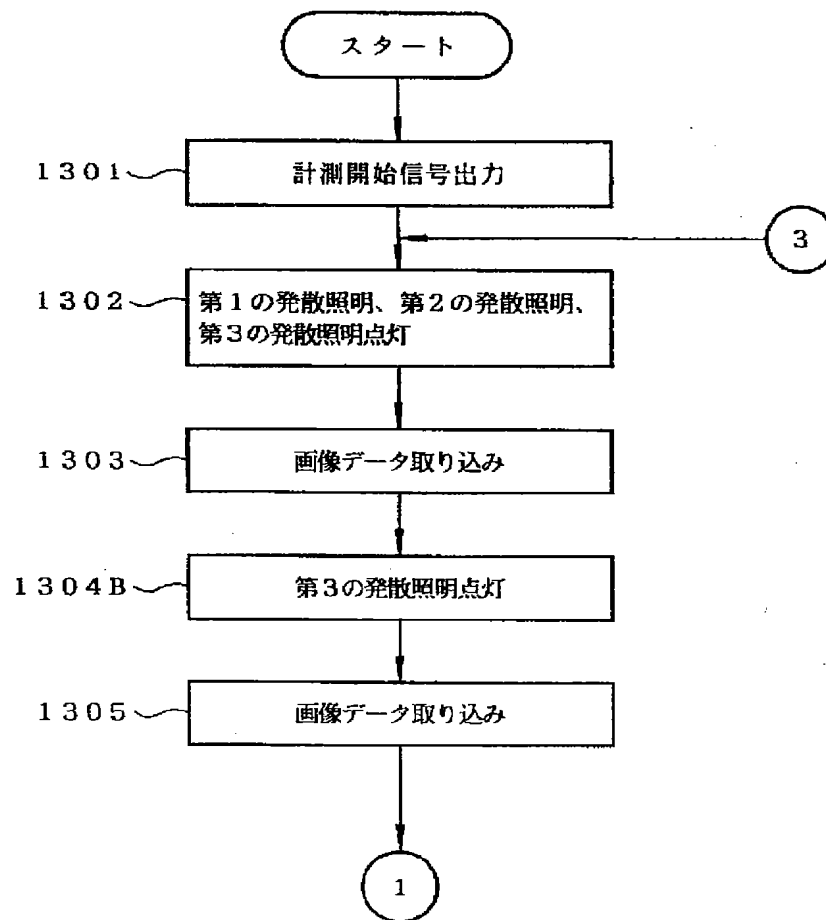 スタート
1301
計測開始信号出力
3
1302
第1の発散照明、第2の発散照明、
第3の発散照明点灯
1303
画像データ取り込み
1304B
第3の発散照明点灯
1305
画像データ取り込み
1